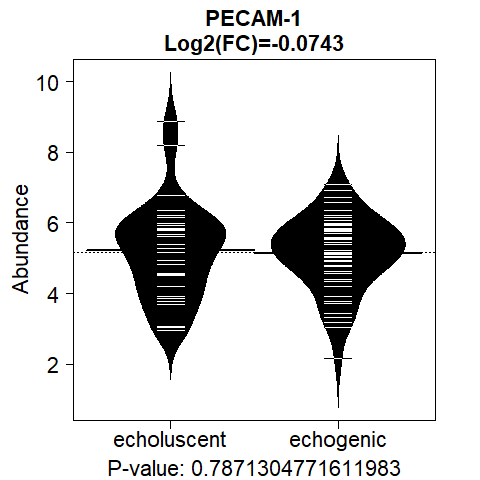 PECAM-1
Log2(FC)=-0.0743
Abundance
10
8
6
4
2
echoluscent echogenic
P-value: 0.7871304771611983